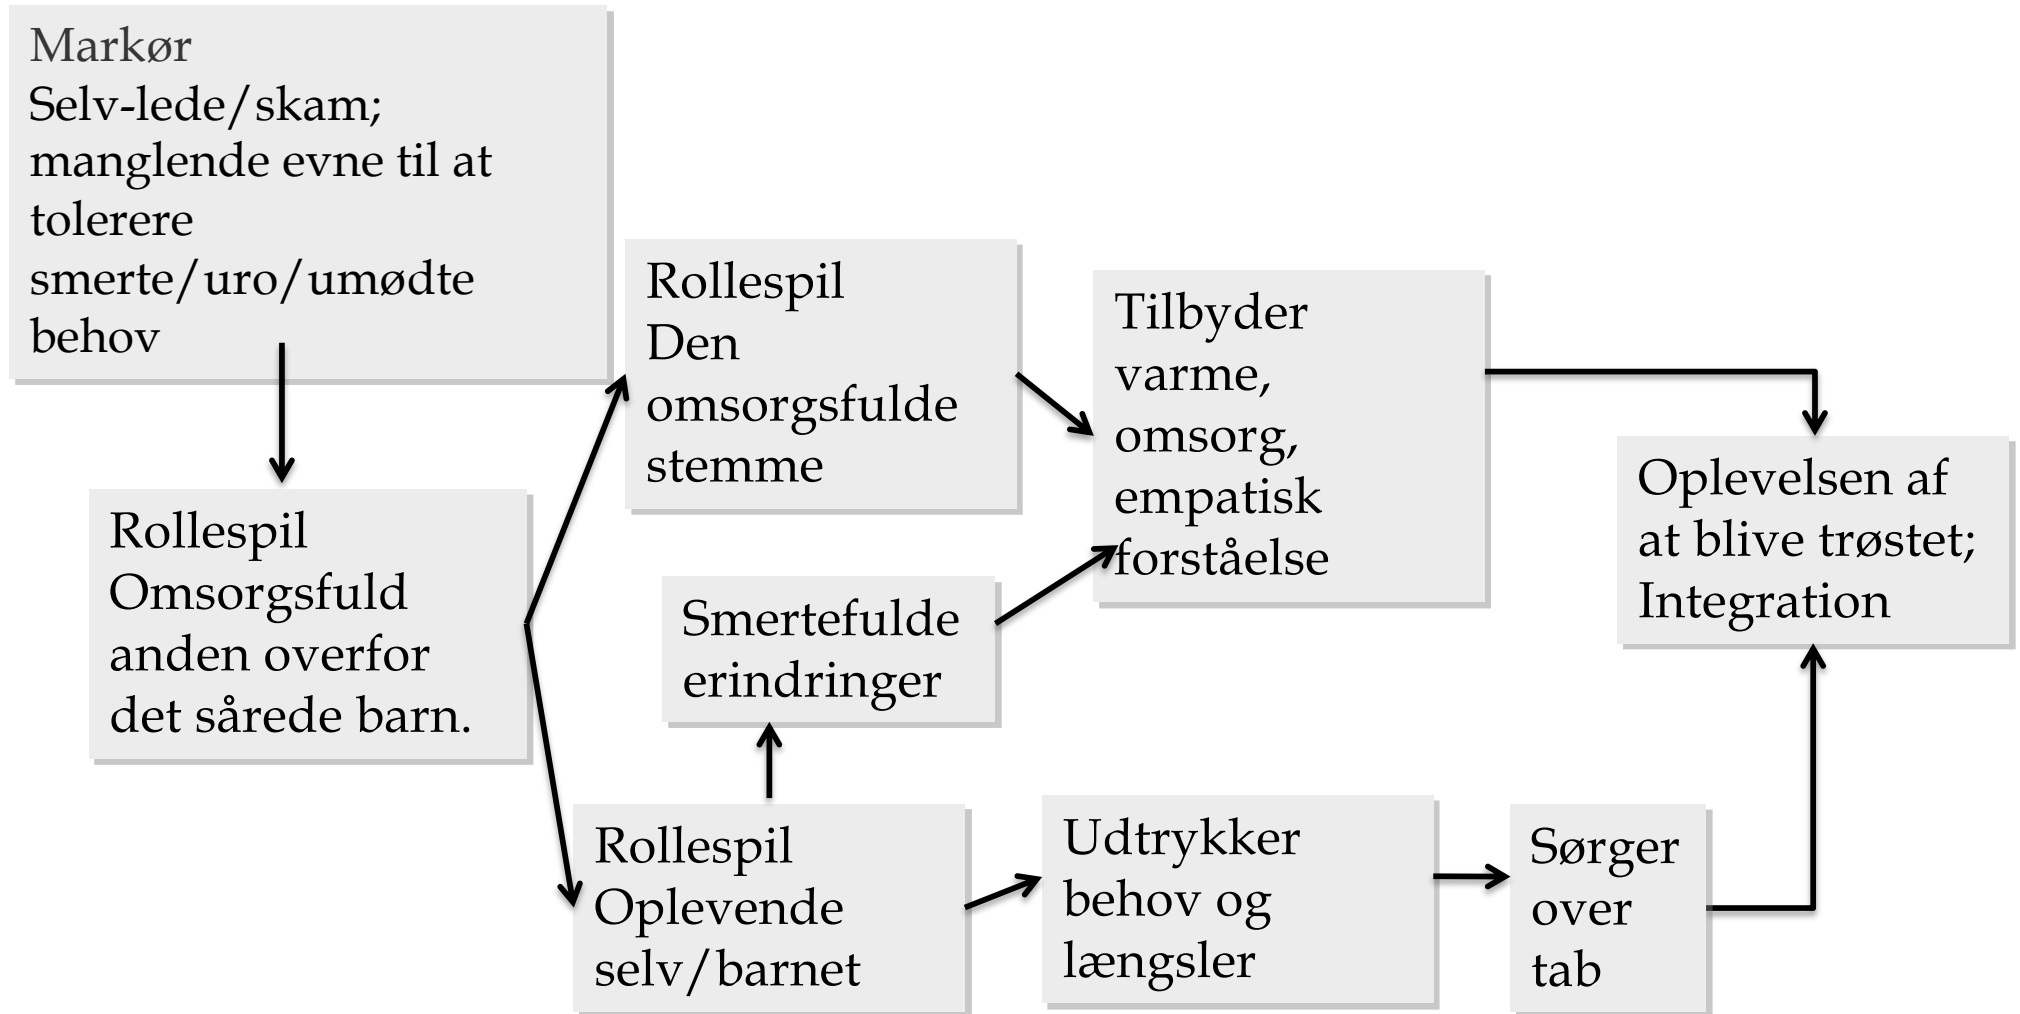 Markør
Selv-lede/skam;
manglende evne til at
tolerere
smerte/uro/umødte
behov
Rollespil
Omsorgsfuld
anden overfor
det sårede barn.
Rollespil
Den
omsorgsfulde
stemme
Tilbyder
varme,
omsorg,
empatisk
forståelse
Oplevelsen af
at blive trøstet;
Integration
Smertefulde
erindringer
Rollespil
Oplevende
selv/barnet
Udtrykker
behov og
længsler
Sørger
over
tab